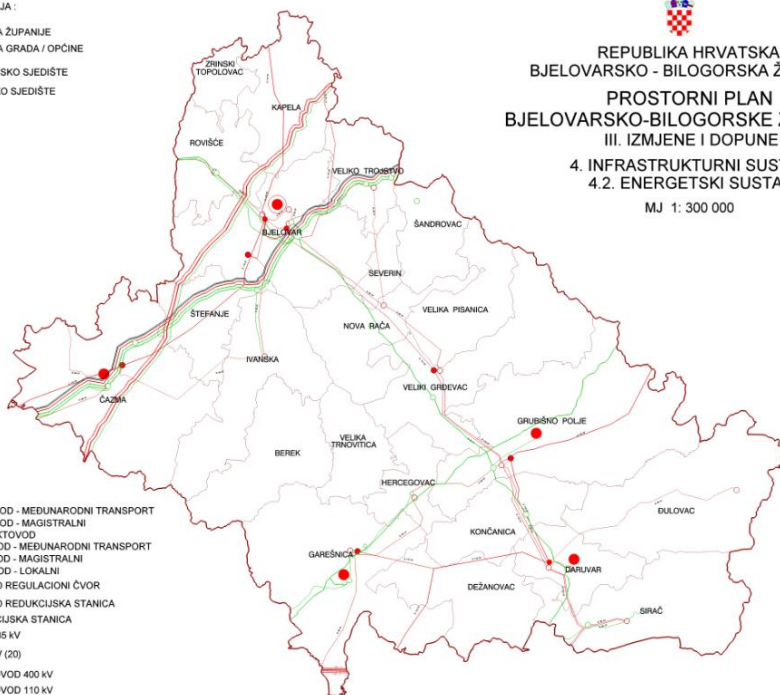 JA :
A ŽUPANIJE
A GRADA / OPĆINE
SKO SJEDIŠTE
O SJEDIŠTE
REPUBLIKA HRVATSKA
BJELOVARSKO - BILOGORSKA Ž
PROSTORNI PLAN
BJELOVARSKO-BILOGORSKE
III. IZMJENE I DOPUNE
4. INFRASTRUKTURNI SUST
4.2. ENERGETSKI SUSTA
MJ 1: 300 000
ZRINSKI
TOPOLOVAC
KAPELA
ROVIŠĆE
VELIKO TROJSTVO
BJELOVAR
ŠANDROVAC
SEVERIN
ŠTEFANJE
NOVA RAČA
VELIKA PISANICA
IVANSKA
VELIKI GRĐEVAC
ČAZMA
GRUBIŠNO POLJE
BEREK
VELIKA
TRNOVITICA
HERCEGOVAC
ĐULOVAC
KONČANICA
GAREŠNICA
DARUVAR
DEŽANOVAC
SIRAČ
OD - MEĐUNARODNI TRANSPORT
OD - MAGISTRALNI
KTOVOD
OD - MEĐUNARODNI TRANSPORT
OD - MAGISTRALNI
OD - LOKALNI
O REGULACIONI ČVOR
O REDUKCIJSKA STANICA
CIJSKA STANICA
5 kV
(20)
VOD 400 kV
VOD 110 kV